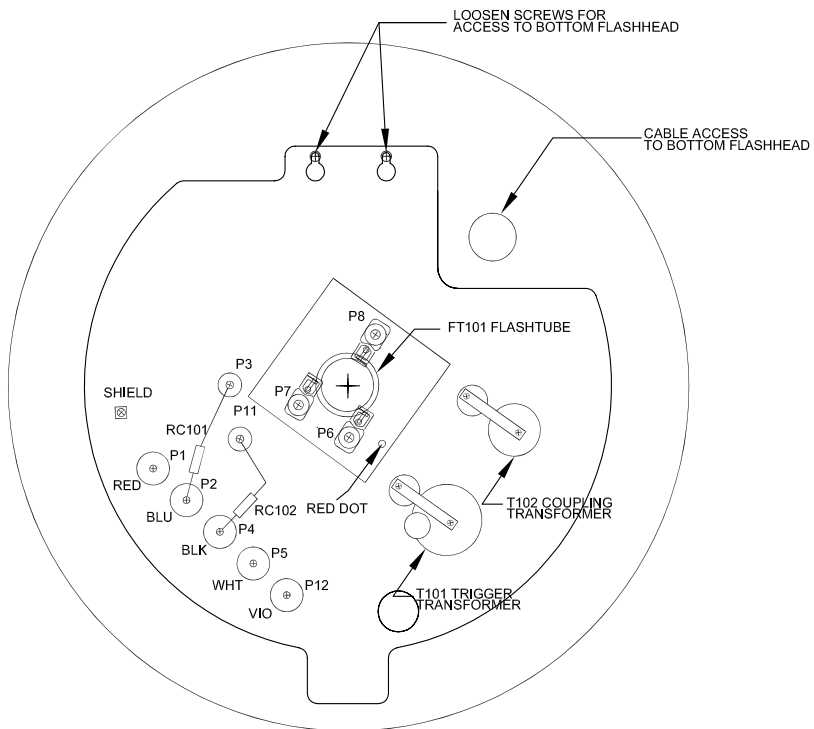 LOOSEN SCREWS FOR
ACCESS TO BOTTOM FLASHHEAD
CABLE ACCESS
TO BOTTOM FLASHHEAD
P8
FT101 FLASHTUBE
P3
P7
SHIELD
P11
RC101
P6
P1
RED
P2
RED DOT
T102 COUPLING
TRANSFORMER
RC102
BLU
P4
BLK
P5
WHT
P12
VIO
T101 TRIGGER
TRANSFORMER